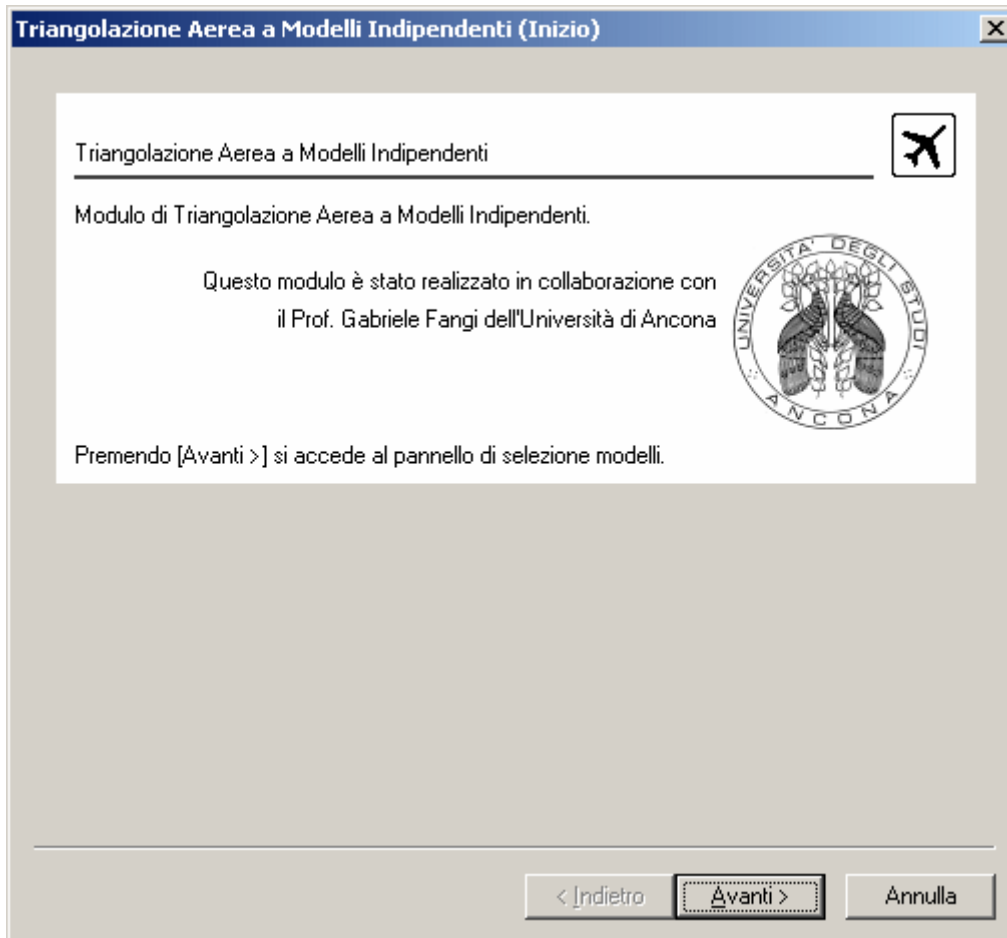 Triangolazione Aerea a Modelli Indipendenti (Inizio)
Triangolazione Aerea a Modelli Indipendenti
Modulo di Triangolazione Aerea a Modelli Indipendenti.
Questo modulo è stato realizzato in collaborazione con
il Prof. Gabriele Fangi dell'Università di Ancona
UNIVERSITA' DEGLI STUDI
ANCONA
Premendo [Avanti >] si accede al pannello di selezione modelli.
< Indietro
Avanti >
Annulla